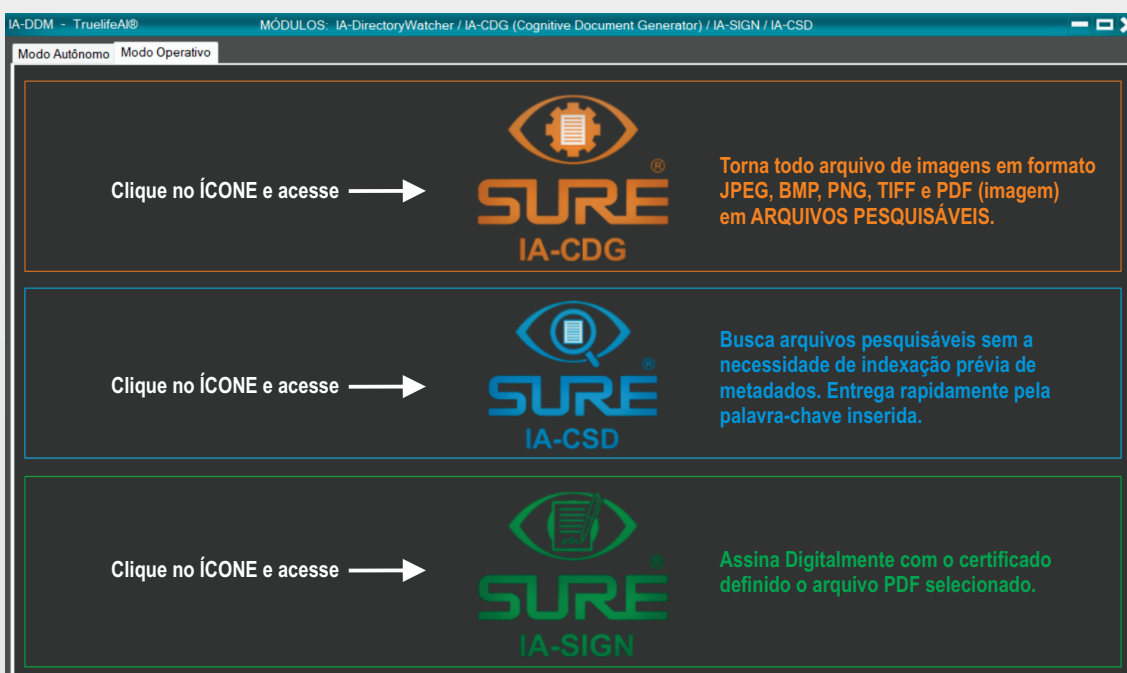 IA-DDM - TruelifeAI® MÓDULOS: IA-DirectoryWatcher / IA-CDG (Cognitive Document Generator) / IA-SIGN / IA-CSD
Modo Autônomo Modo Operativo
Clique no ÍCONE e acesse
®
SURE
IA-CDG
Torna todo arquivo de imagens em formato
JPEG, BMP, PNG, TIFF e PDF (imagem)
em ARQUIVOS PESQUISÁVEIS.
Clique no ÍCONE e acesse
®
SURE
IA-CSD
Busca arquivos pesquisáveis sem a
necessidade de indexação prévia de
metadados. Entrega rapidamente pela
palavra-chave inserida.
Clique no ÍCONE e acesse
®
SURE
IA-SIGN
Assina Digitalmente com o certificado
definido o arquivo PDF selecionado.